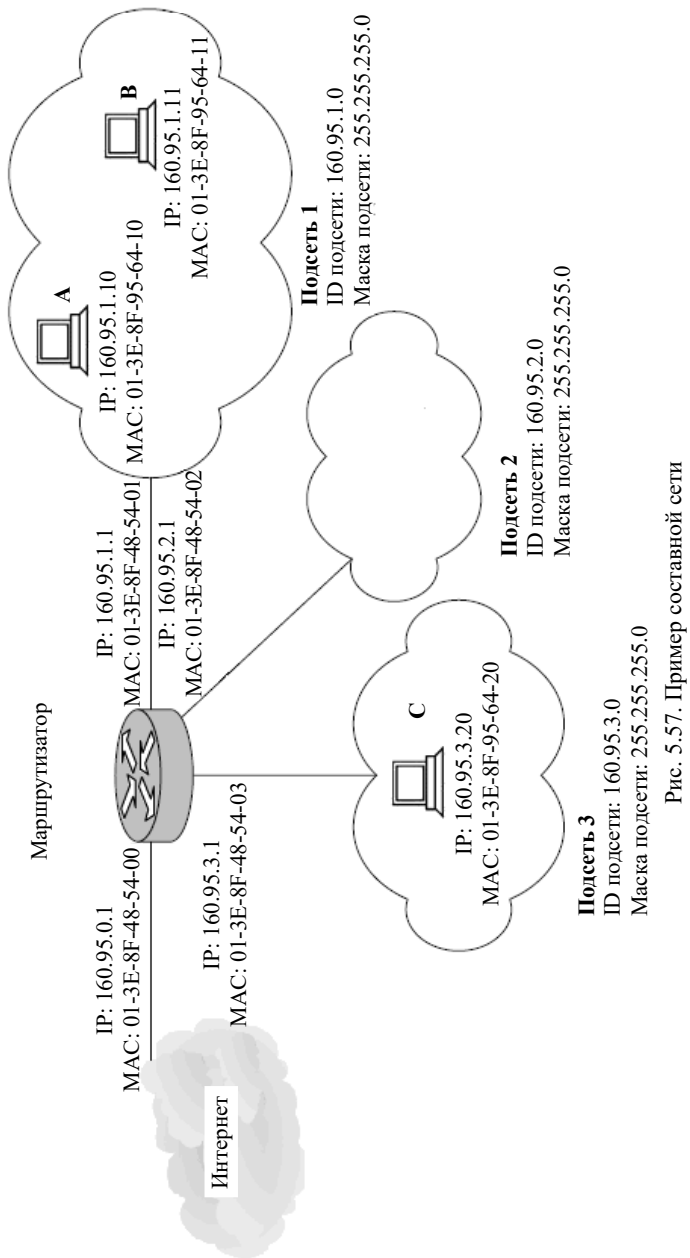 Маршрутизатор
IP: 160.95.0.1
MAC: 01-3E-8F-48-54-00
IP: 160.95.3.1
MAC: 01-3E-8F-48-54-03
Интернет
IP: 160.95.1.1
MAC: 01-3E-8F-48-54-01
IP: 160.95.2.1
MAC: 01-3E-8F-48-54-02
A
IP: 160.95.1.10
MAC: 01-3E-8F-95-64-10
B
IP: 160.95.1.11
MAC: 01-3E-8F-95-64-11
Подсеть 1
ID подсети: 160.95.1.0
Маска подсети: 255.255.255.0
Подсеть 2
ID подсети: 160.95.2.0
Маска подсети: 255.255.255.0
C
IP: 160.95.3.20
MAC: 01-3E-8F-95-64-20
Подсеть 3
ID подсети: 160.95.3.0
Маска подсети: 255.255.255.0
Рис. 5.57. Пример составной сети